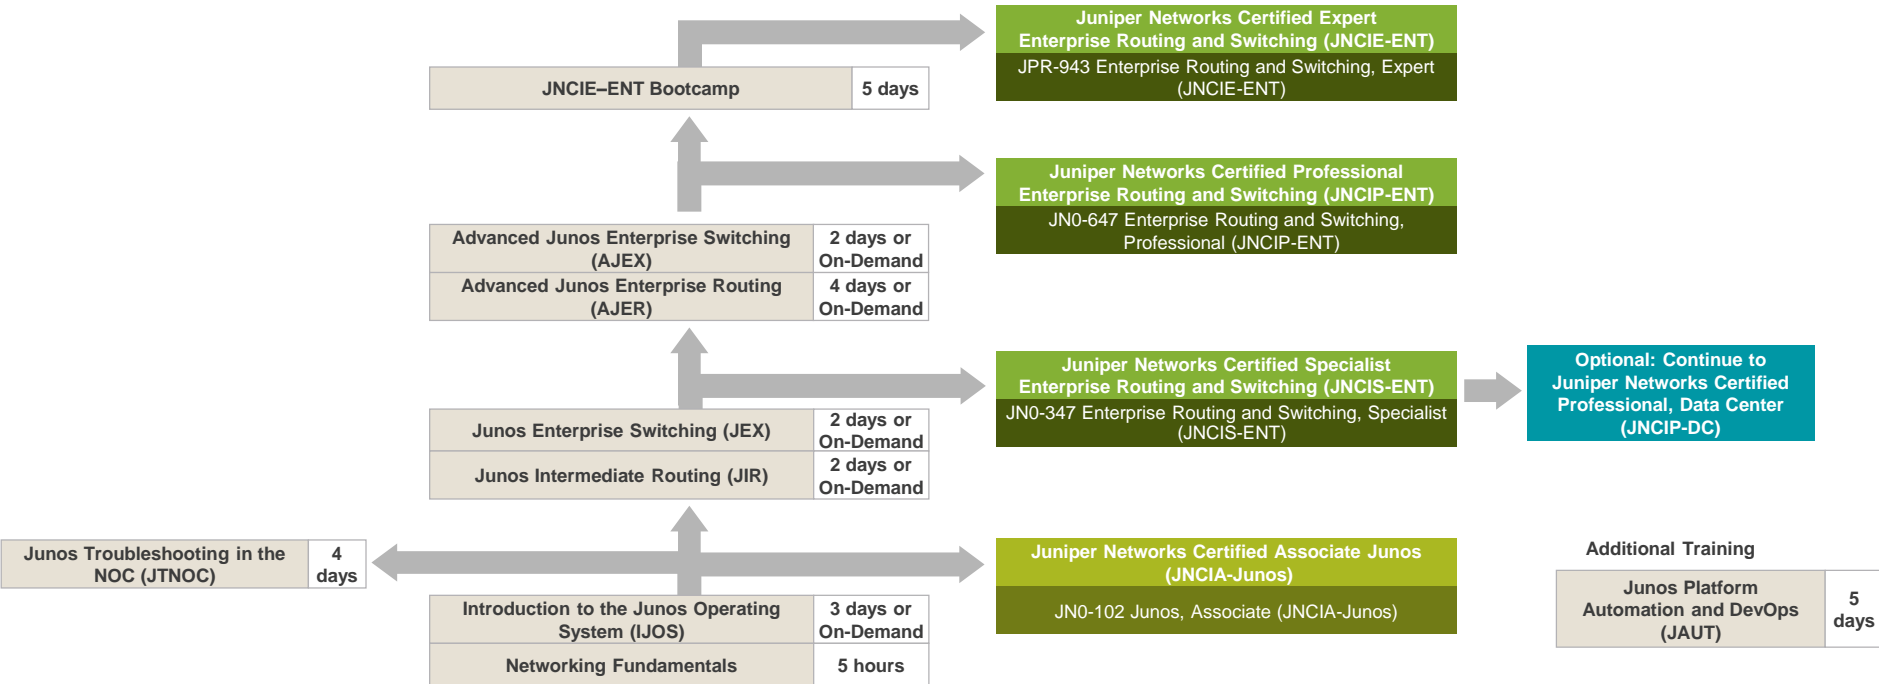 Juniper Networks Certified Expert
Enterprise Routing and Switching (JNCIE-ENT)
JPR-943 Enterprise Routing and Switching, Expert
(JNCIE-ENT)
JNCIE–ENT Bootcamp
5 days
Juniper Networks Certified Professional
Enterprise Routing and Switching (JNCIP-ENT)
JN0-647 Enterprise Routing and Switching,
Professional (JNCIP-ENT)
Advanced Junos Enterprise Switching
(AJEX)
2 days or
On-Demand
Advanced Junos Enterprise Routing
(AJER)
4 days or
On-Demand
Juniper Networks Certified Specialist
Enterprise Routing and Switching (JNCIS-ENT)
JN0-347 Enterprise Routing and Switching, Specialist
(JNCIS-ENT)
Optional: Continue to
Juniper Networks Certified
Professional, Data Center
(JNCIP-DC)
Junos Enterprise Switching (JEX)
2 days or
On-Demand
Junos Intermediate Routing (JIR)
2 days or
On-Demand
Junos Troubleshooting in the
NOC (JTNOC)
4
days
Juniper Networks Certified Associate Junos
(JNCIA-Junos)
JN0-102 Junos, Associate (JNCIA-Junos)
Additional Training
Junos Platform
Automation and DevOps
(JAUT)
5
days
Introduction to the Junos Operating
System (IJOS)
3 days or
On-Demand
Networking Fundamentals
5 hours